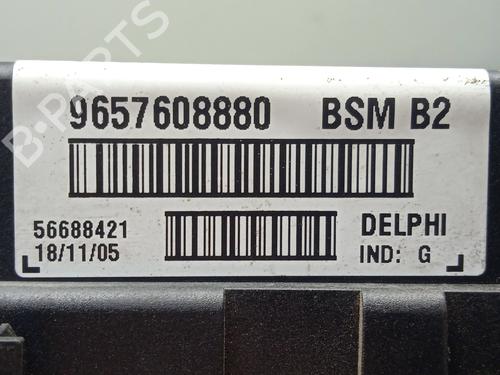 B-PARTS
9657608880 BSM B2
56688421 DELPHI
18/11/05 IND: G